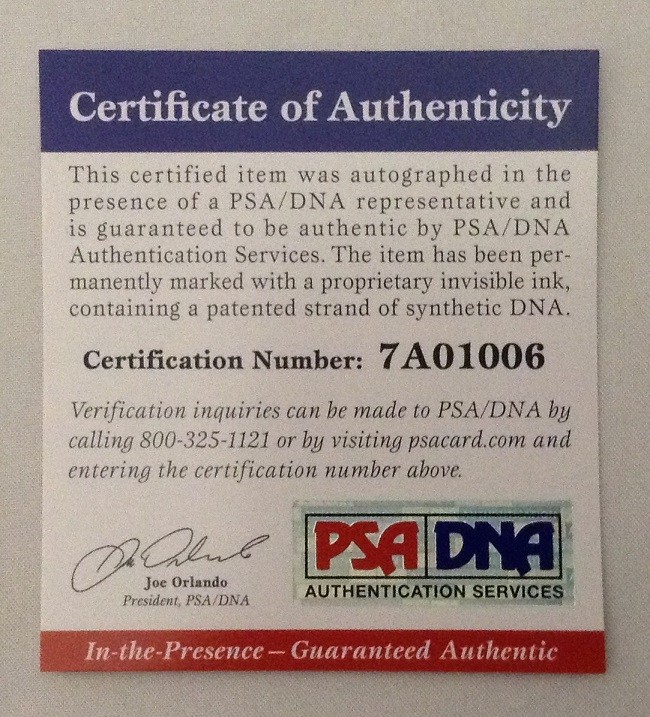 Certificate of Authenticity
This certified item was autographed in the
presence of a PSA/DNA representative and
is guaranteed to be authentic by PSA/DNA
Authentication Services. The item has been per-
manently marked with a proprietary invisible ink,
containing a patented strand of synthetic DNA.
Certification Number: 7A01006
Verification inquiries can be made to PSA/DNA by
calling 800-325-1121 or by visiting psacard.com and
entering the certification number above.
Joe Orlando
President, PSA/DNA
PSA DNA
AUTHENTICATION SERVICES
In-the-Presence – Guaranteed Authentic